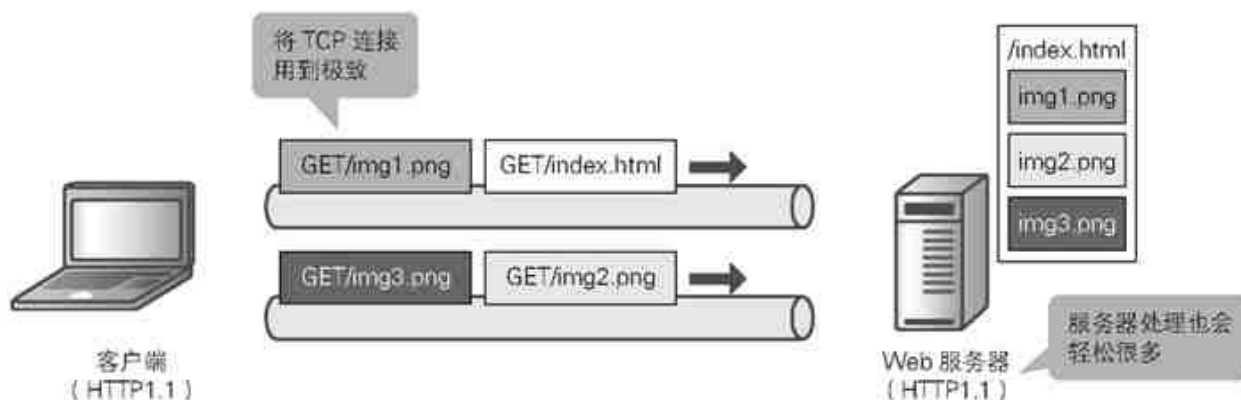 将 TCP 连接
用到极致
GET/img1.png
GET/index.html
GET/img3.png
GET/img2.png
客户端
（HTTP1.1）
/index.html
img1.png
img2.png
img3.png
服务器处理也会
轻松很多
Web 服务器
（HTTP1.1）